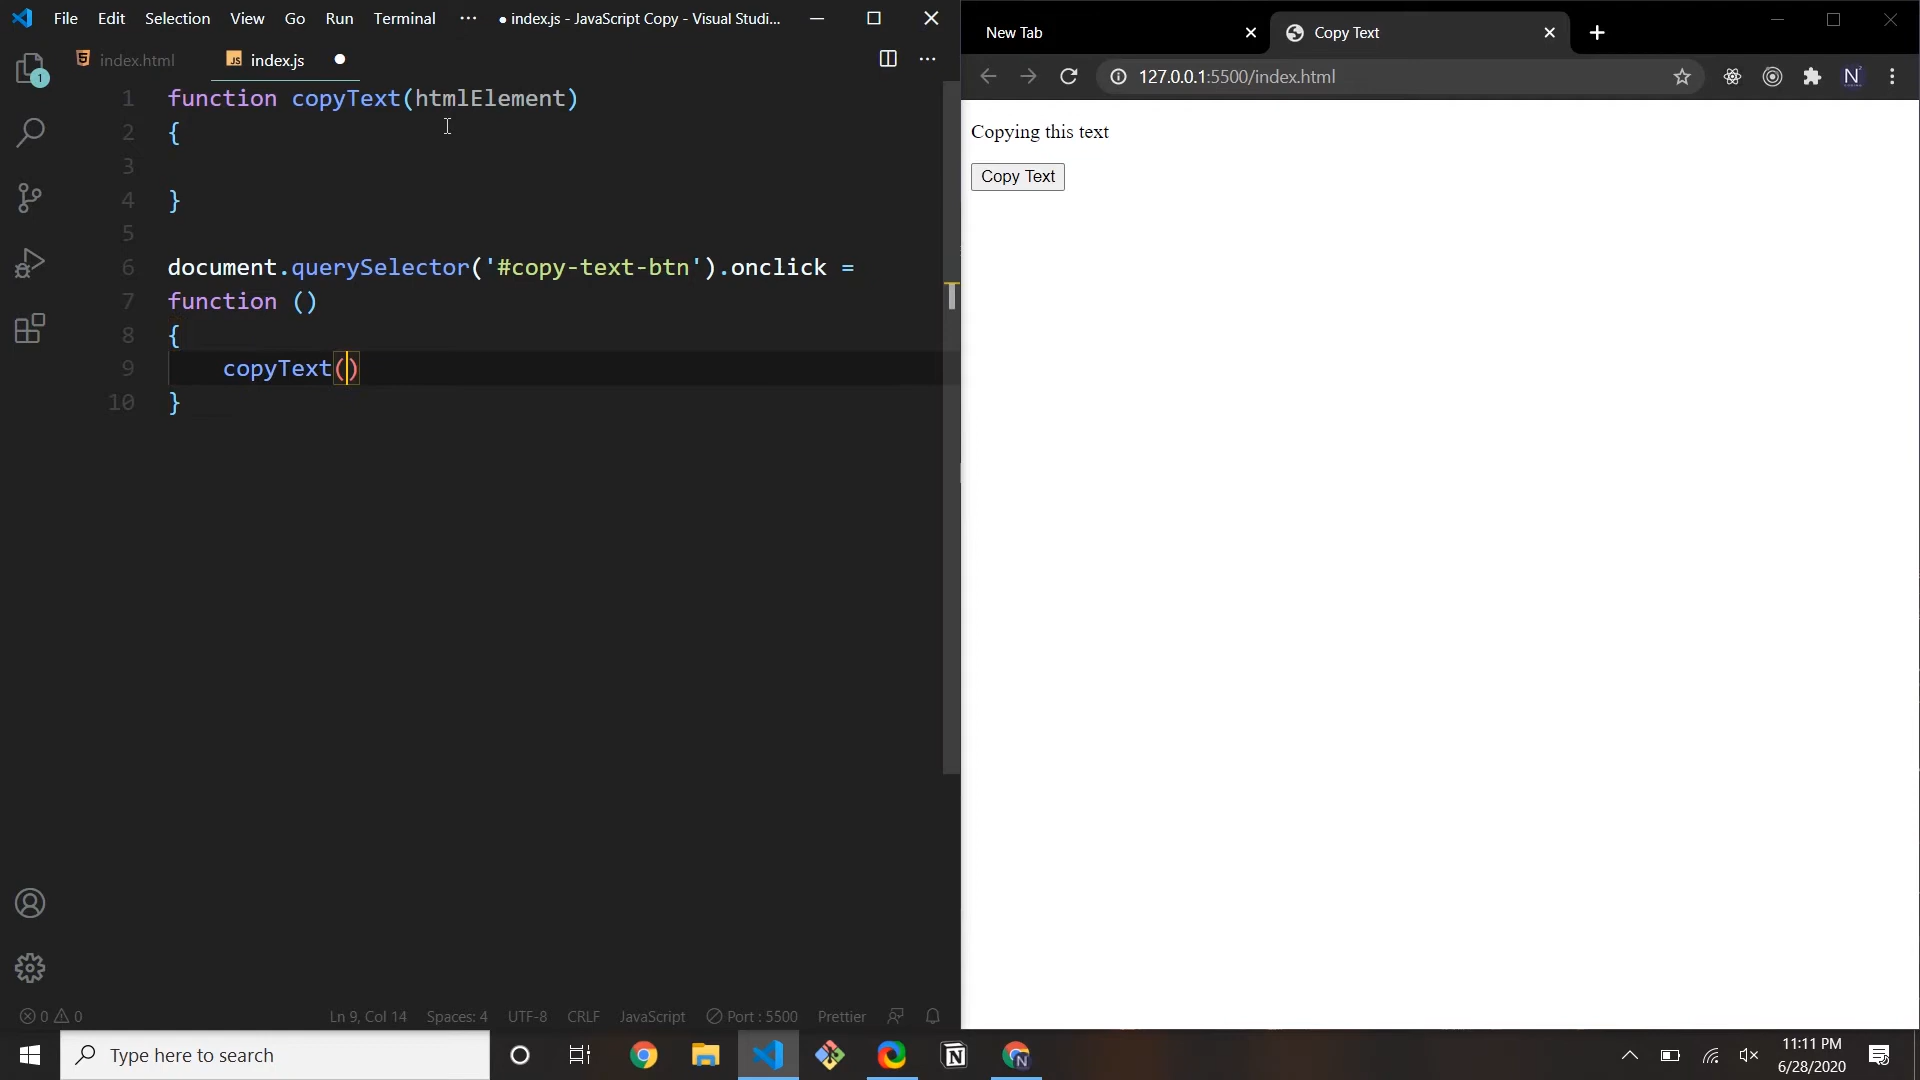 File Edit Selection View Go Run Terminal ··· ● index.js - JavaScript Copy - Visual Studi...
index.html
JS index.js ●
1 function copyText(htmlElement)
2 {
3
4 }
5
6 document.querySelector('#copy-text-btn').onclick =
7 function ()
8 {
9 copyText()
10 }
1
0 0 Ln 9, Col 14 Spaces: 4 UTF-8 CRLF JavaScript Port : 5500 Prettier
New Tab
Copy Text
127.0.0.1:5500/index.html
N
Copying this text
Copy Text
Type here to search
N
N
11:11 PM
6/28/2020